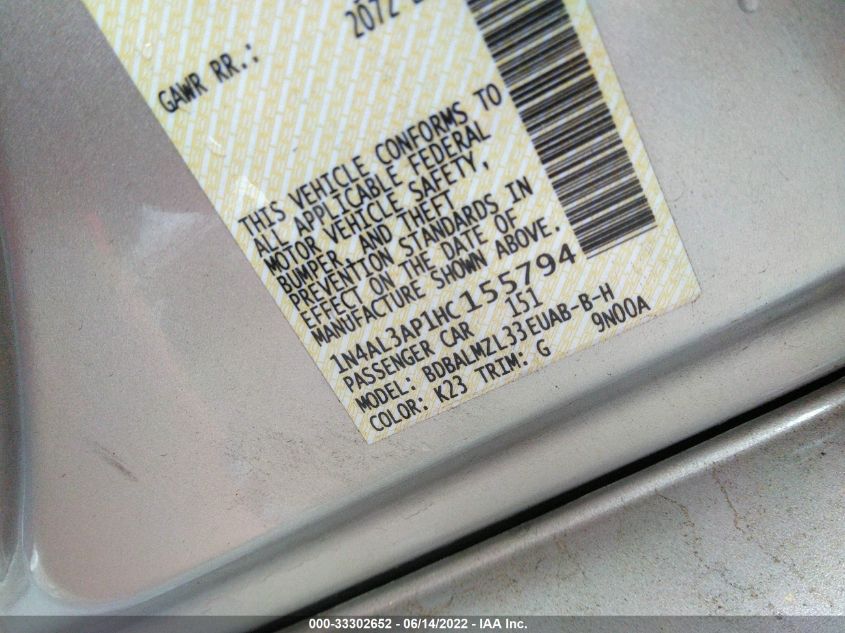 GAWR RR.: 2072
THIS VEHICLE CONFORMS TO
ALL APPLICABLE FEDERAL
MOTOR VEHICLE SAFETY,
BUMPER, AND THEFT
PREVENTION STANDARDS IN
EFFECT ON THE DATE OF
MANUFACTURE SHOWN ABOVE.
1N4AL3AP1HC155794
PASSENGER CAR 151
MODEL: BDBALMZL33EUAB-B-H
COLOR: K23 TRIM: G 9N00A
000-33302652 - 06/14/2022 - IAA Inc.